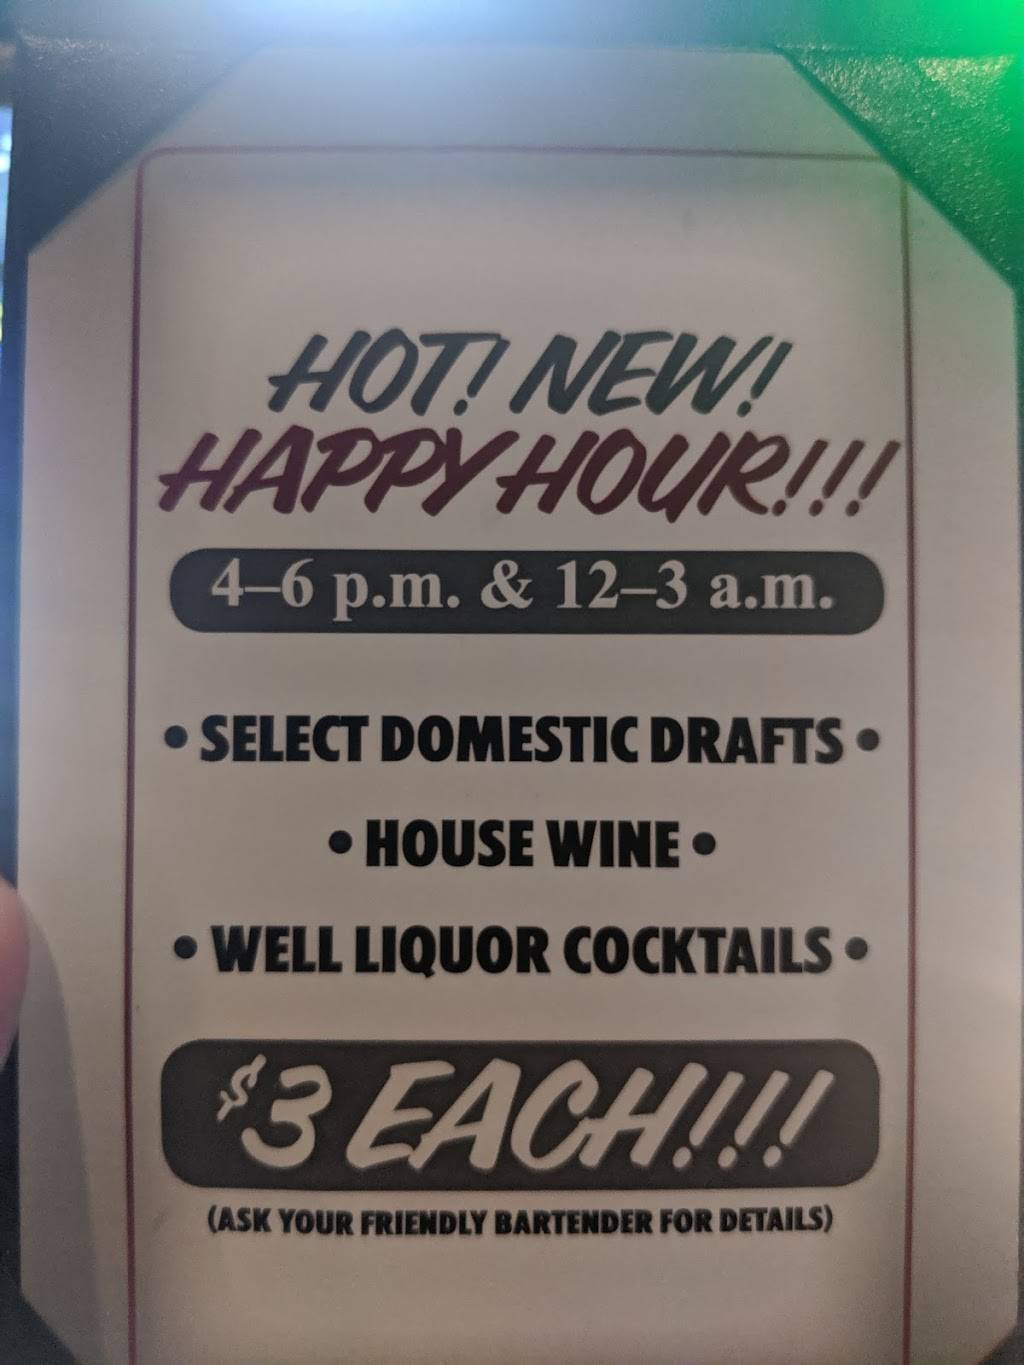 HOT! NEW!
HAPPY HOUR!!!
4–6 p.m. & 12–3 a.m.
• SELECT DOMESTIC DRAFTS •
• HOUSE WINE •
• WELL LIQUOR COCKTAILS •
$3 EACH!!!
(ASK YOUR FRIENDLY BARTENDER FOR DETAILS)